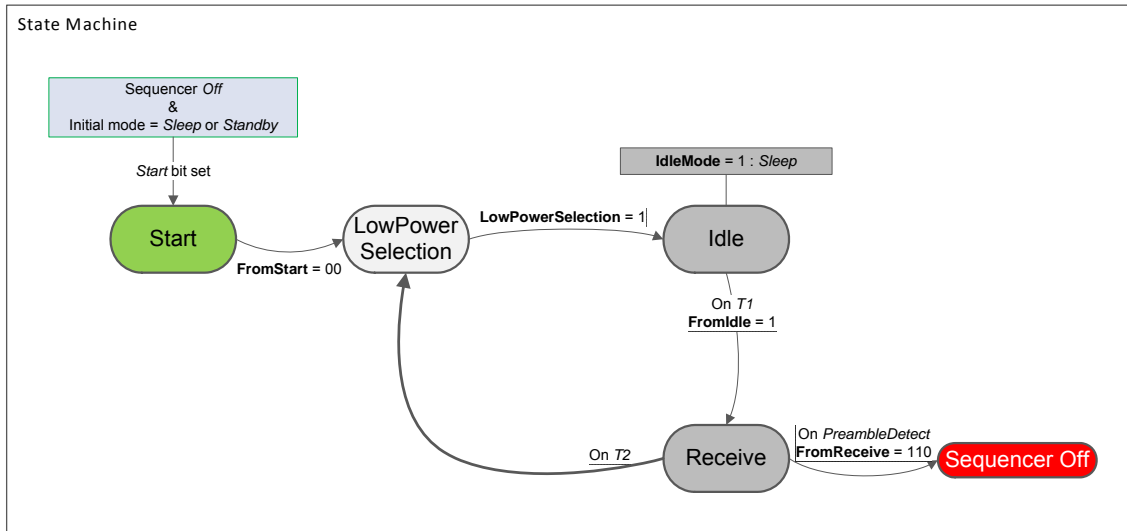 State Machine
Sequencer Off
&
Initial mode = Sleep or Standby
Start bit set
IdleMode = 1 : Sleep
Start
FromStart = 00
LowPower
Selection
LowPowerSelection = 1
Idle
On T1
FromIdle = 1
On T2
Receive
On PreambleDetect
FromReceive = 110
Sequencer Off